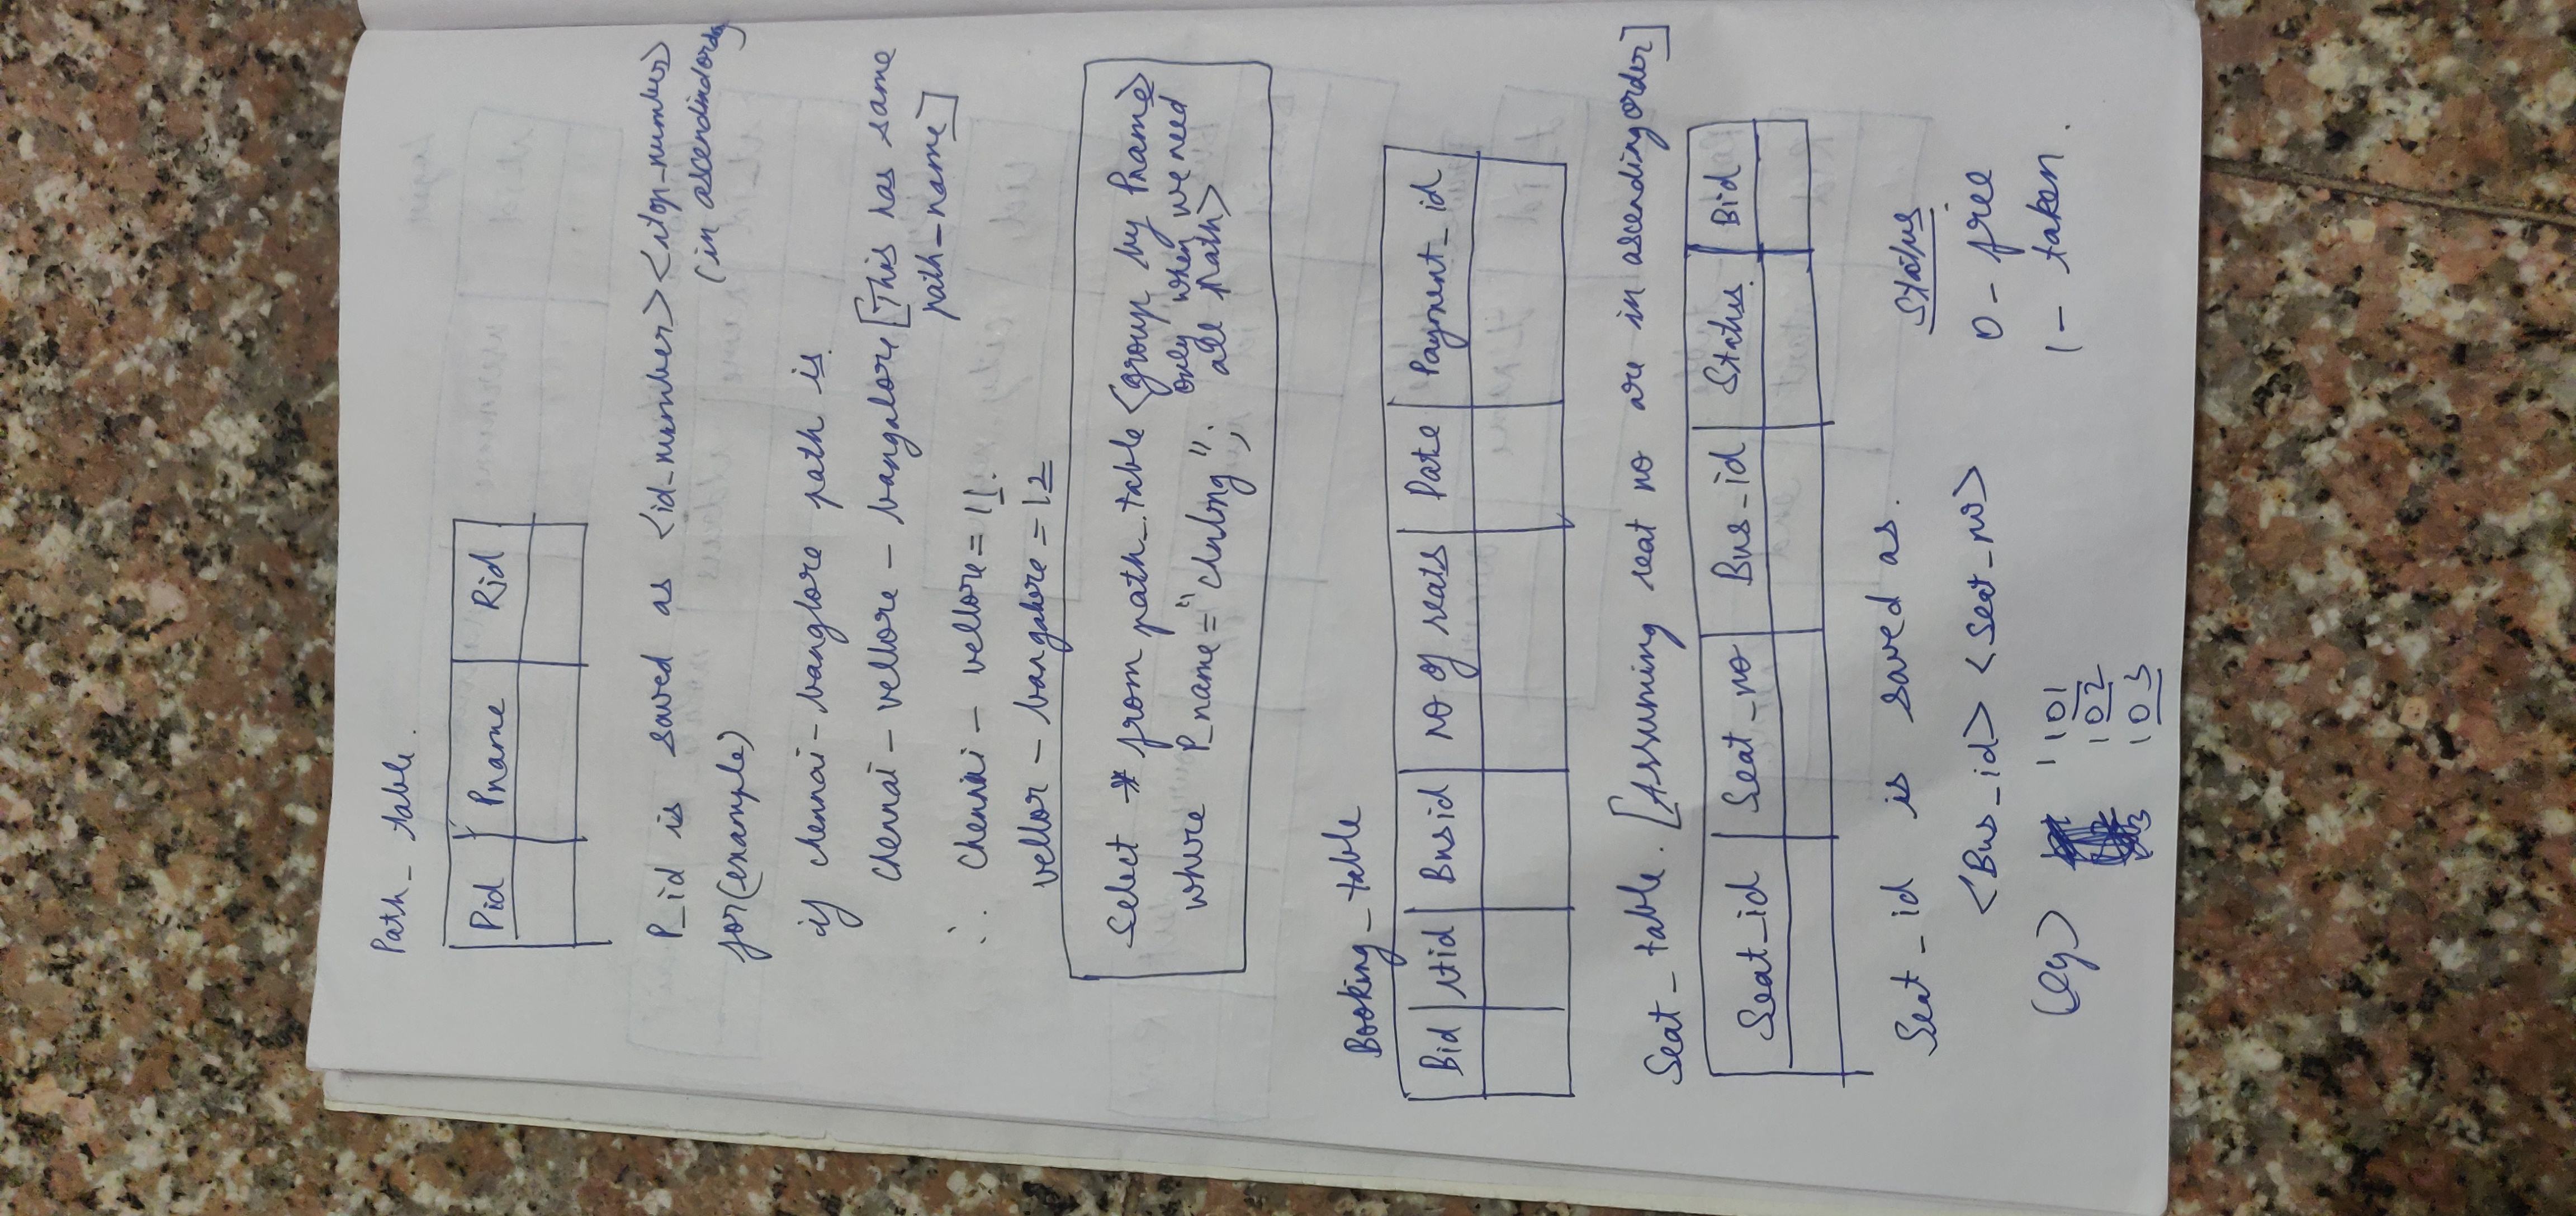 Path_ table.
Pid Pname Rid
P_id is saved as <id_number><stop_number>
(in ascendindorder
for(example)
if chennai - banglore path is
chennai - vellore - bangalore [This has same
path_name]
∴ chennai - vellore = 11.
vellor - bangalore = 12
Select * from path_table <group by Pname>
where P_name = "chnbng"; only when we need
all Path>
Booking_table
Bid Busid no of seats Date Payment_id
Seat_table. [Assuming seat no are in ascendingorder]
Seat_id Seat_no Bus_id Status Bid
Seat_id is saved as.
<Bus_id> <Seat_no>
(eg) 101
102
103
Status
0 - free
1 - taken.